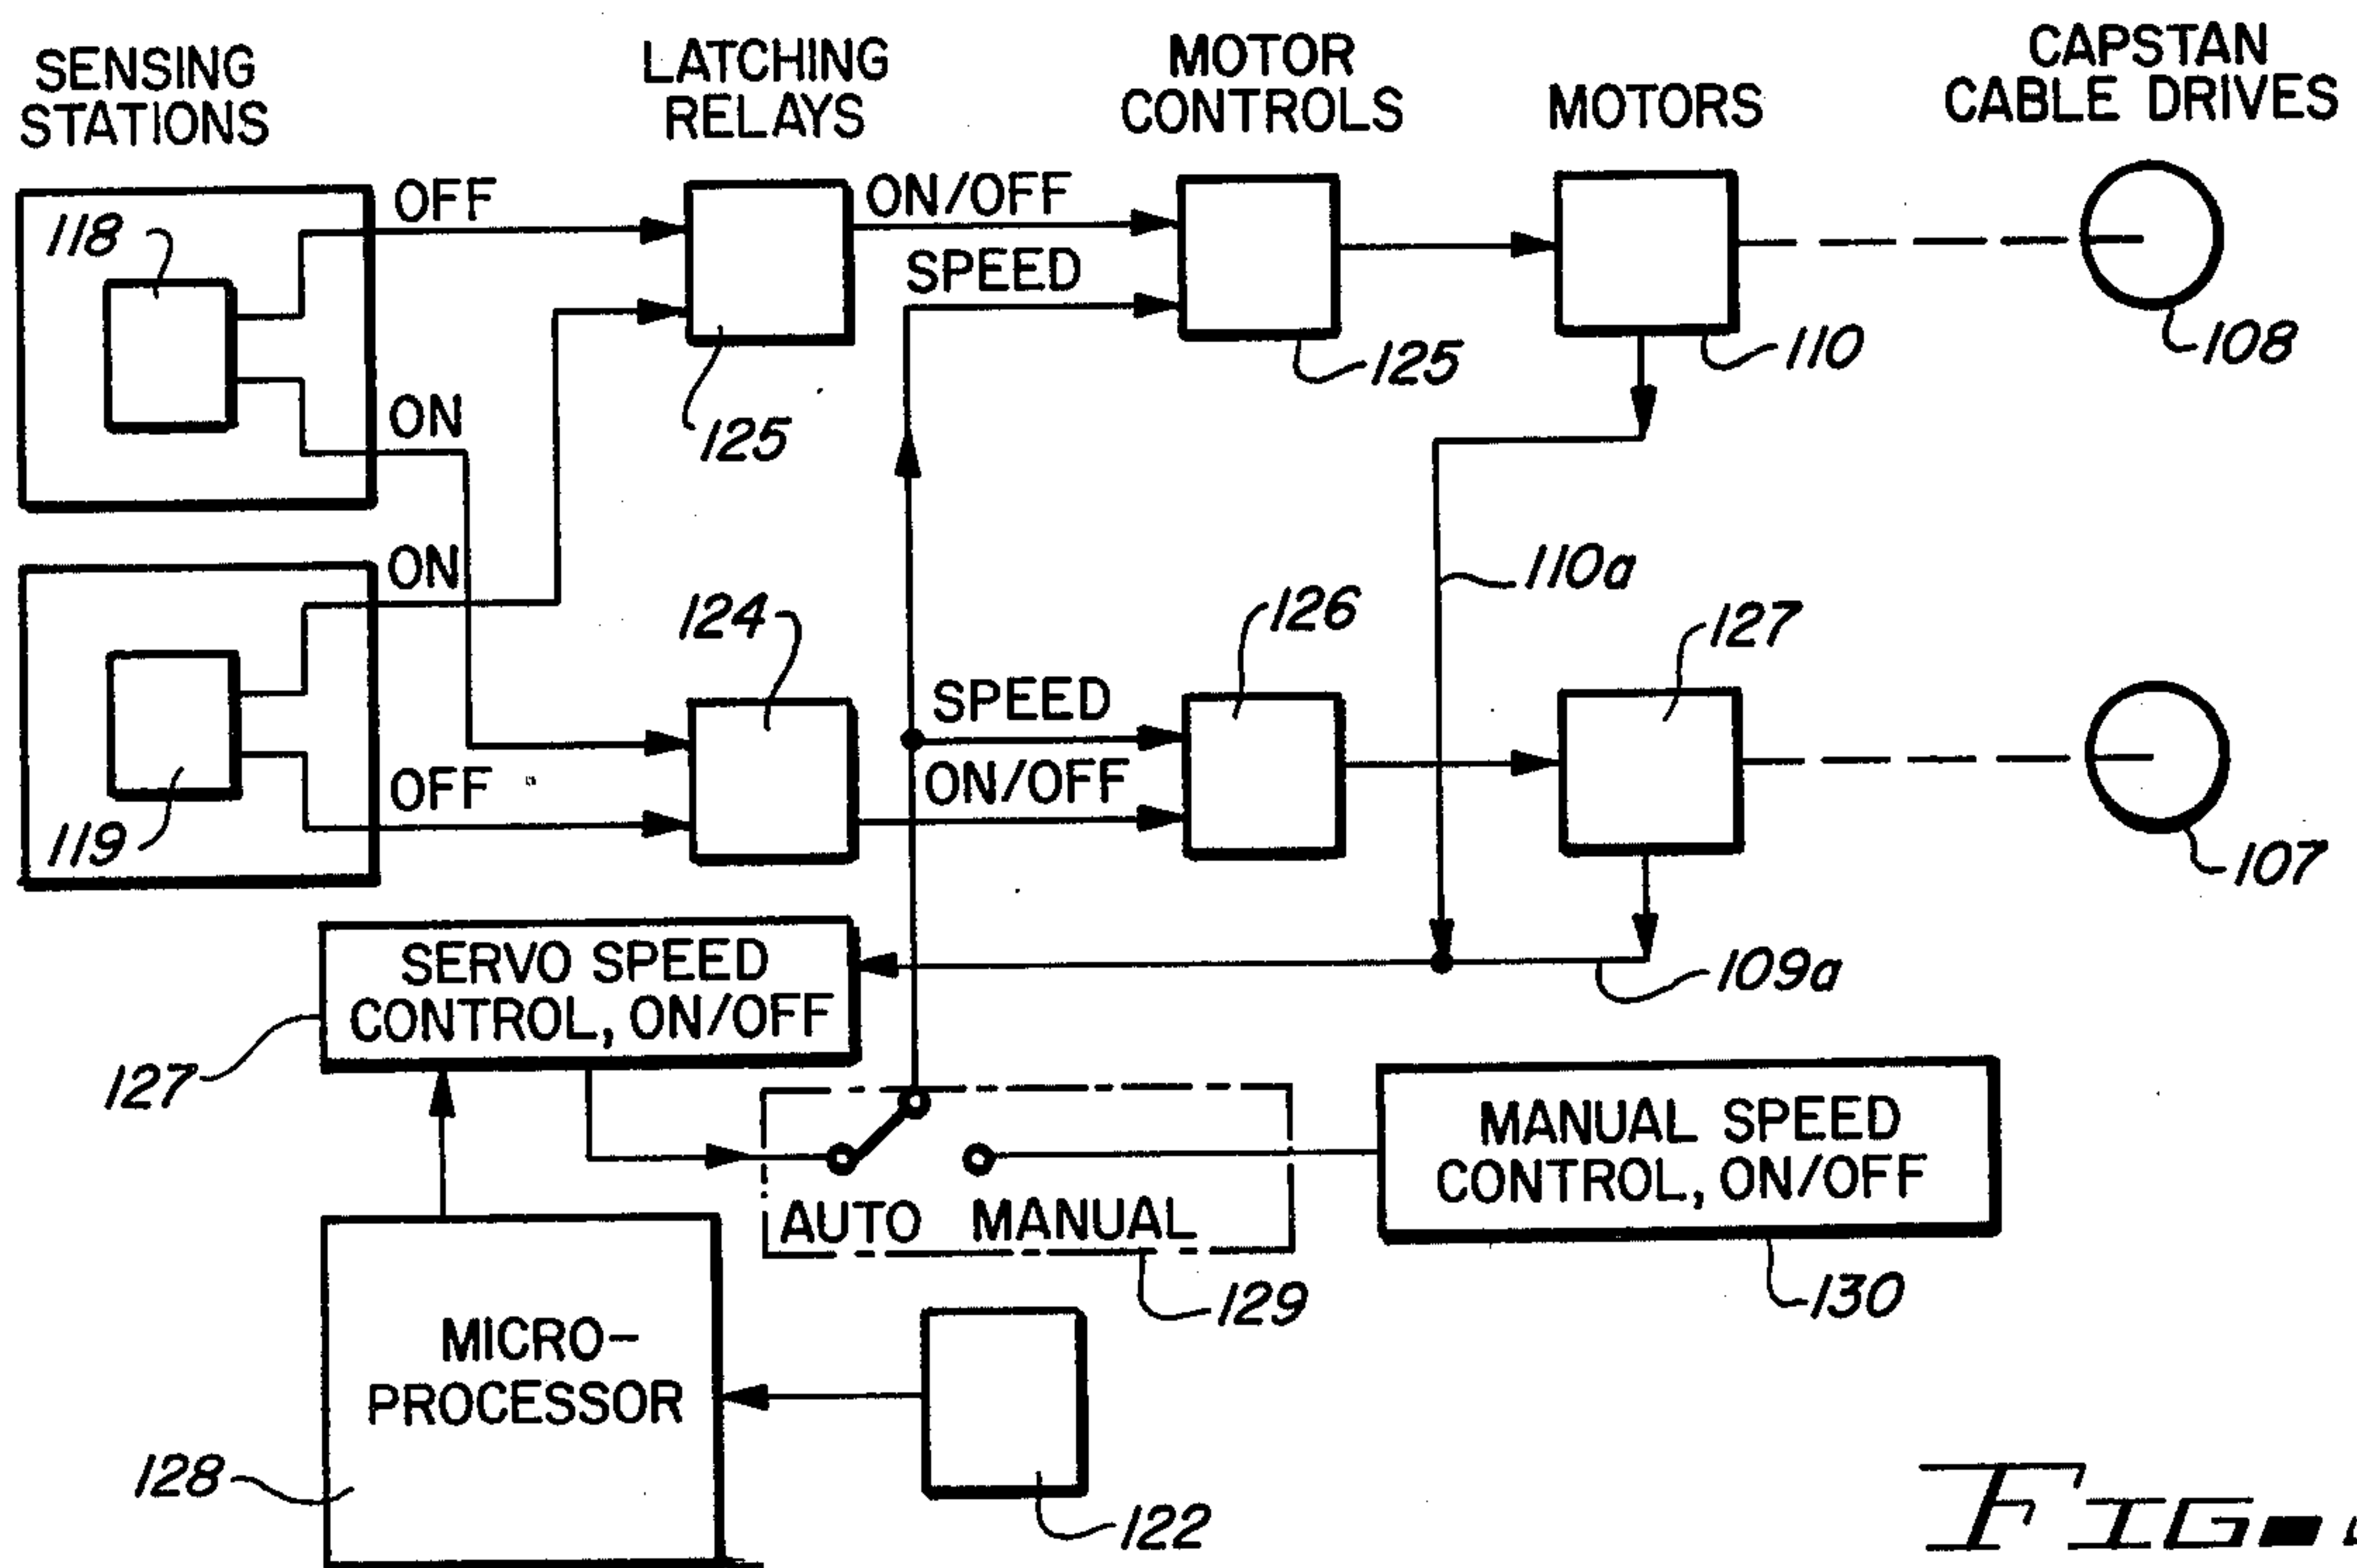 SENSING
STATIONS
LATCHING
RELAYS
MOTOR
CONTROLS
MOTORS
CAPSTAN
CABLE DRIVES
118
OFF
ON/OFF
SPEED
125
125
110
108
ON
ON
110a
124
126
127
119
OFF
SPEED
ON/OFF
107
SERVO SPEED
CONTROL, ON/OFF
109a
127
MANUAL SPEED
CONTROL, ON/OFF
AUTO MANUAL
129
130
MICRO-
PROCESSOR
128
122
FIG-